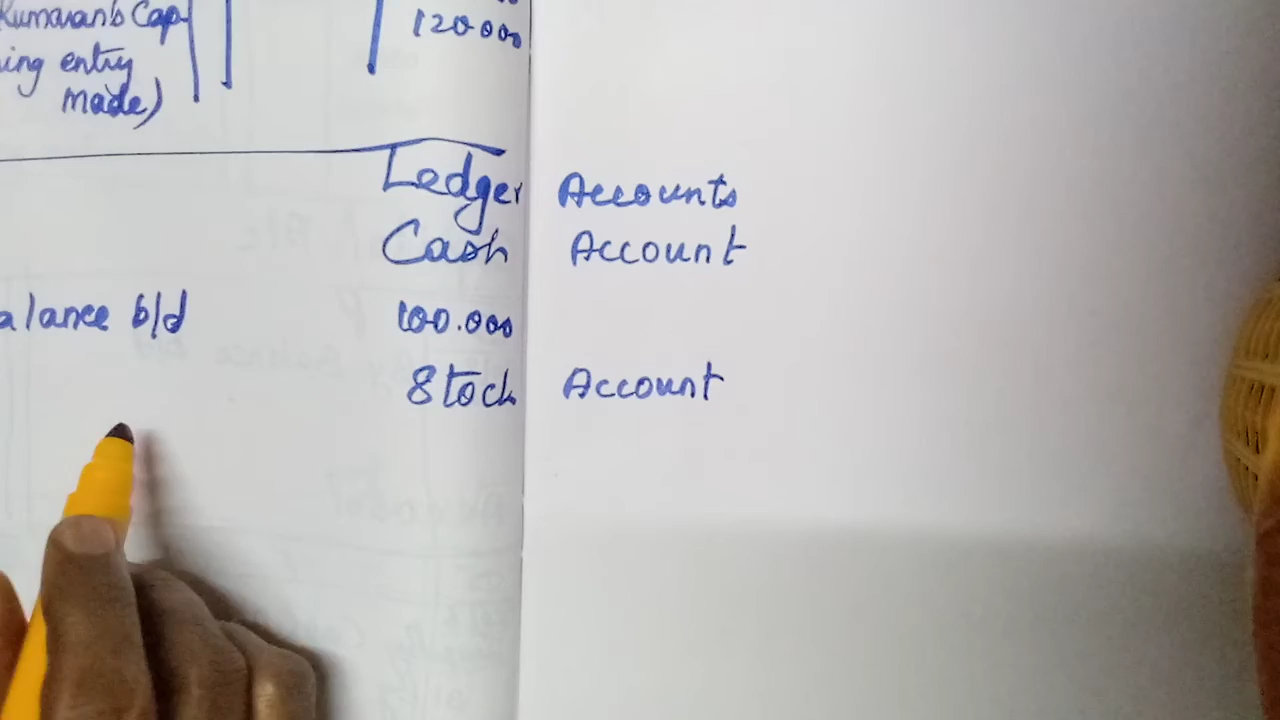 Kumaran's Cap
120000
ing entry
made)
Ledger Accounts
Cash Account
alance b/d 100.000
Stock Account